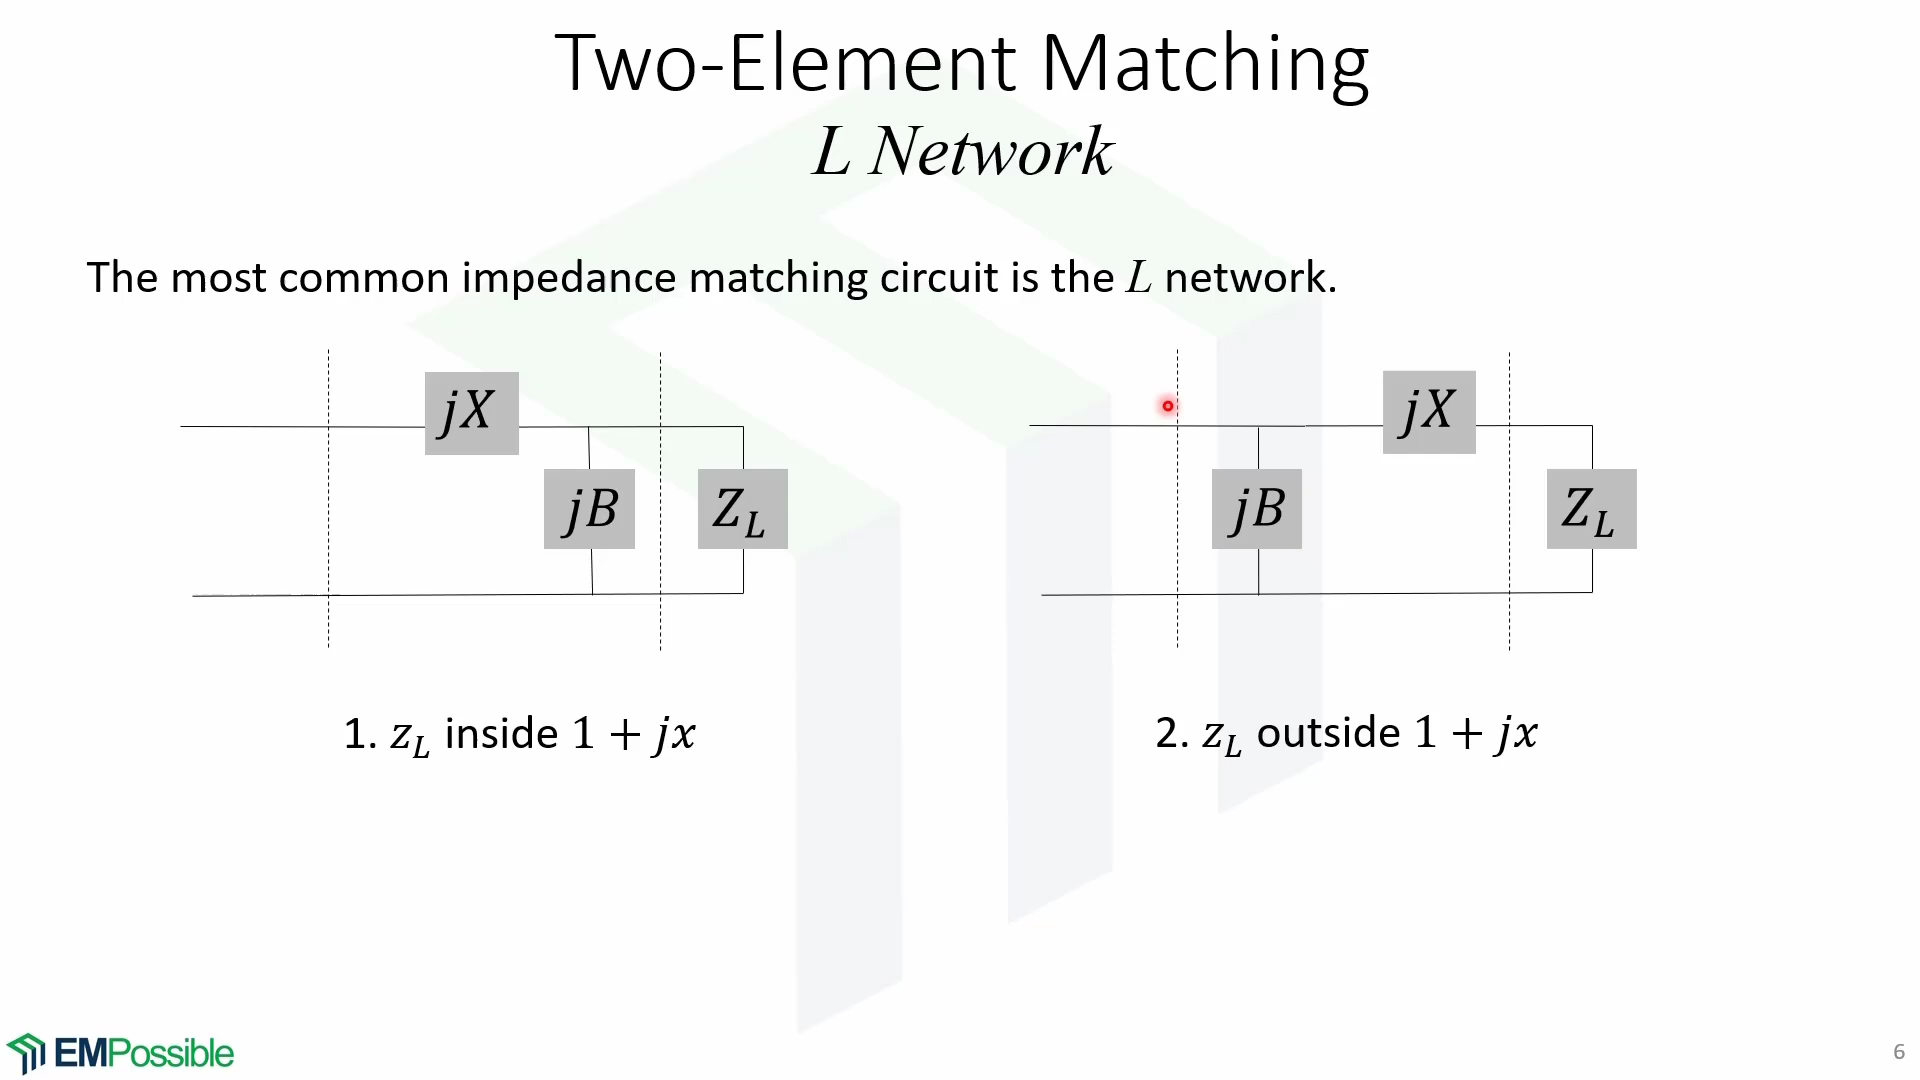 Two-Element Matching
L Network
The most common impedance matching circuit is the L network.
jX
jB
Z_L
jX
jB
Z_L
1. z_L inside 1 + jx
2. z_L outside 1 + jx
EMPossible
6